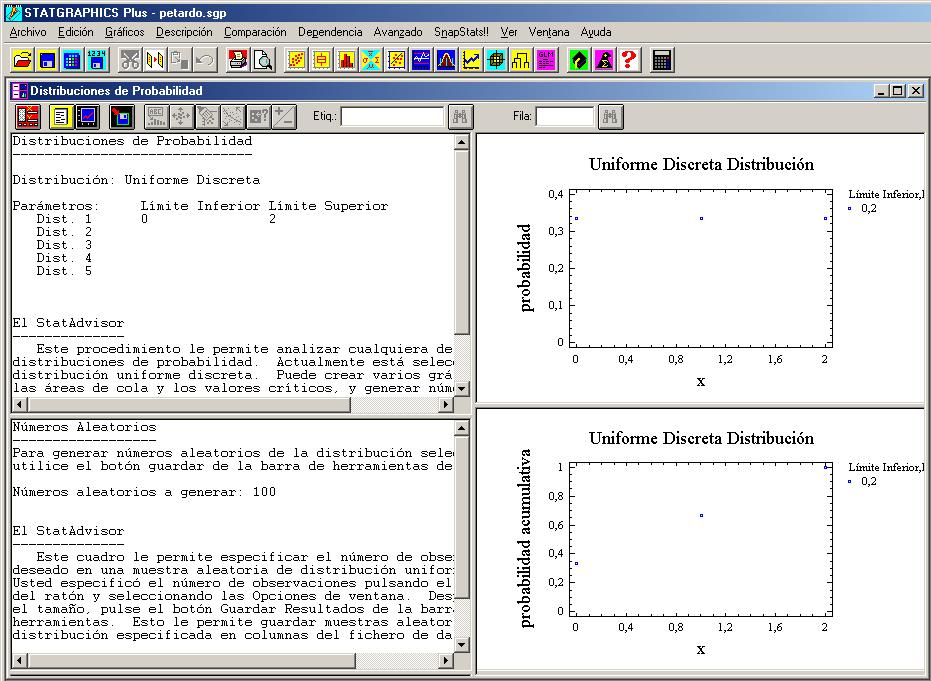 STATGRAPHICS Plus - petardo.sgp
Archivo Edición Gráficos Descripción Comparación Dependencia Avanzado SnapStats!! Ver Ventana Ayuda
1234
GLM
Distribuciones de Probabilidad
ABC
Etiq.:
Fila:
Distribuciones de Probabilidad
------------------------------
Distribución: Uniforme Discreta
Parámetros: Límite Inferior Límite Superior
Dist. 1 0 2
Dist. 2
Dist. 3
Dist. 4
Dist. 5
El StatAdvisor
--------------
Este procedimiento le permite analizar cualquiera de
distribuciones de probabilidad. Actualmente está selec
distribución uniforme discreta. Puede crear varios grá
las áreas de cola y los valores críticos, y generar núm
Números Aleatorios
------------------
Para generar números aleatorios de la distribución sele
utilice el botón guardar de la barra de herramientas de
Números aleatorios a generar: 100
El StatAdvisor
--------------
Este cuadro le permite especificar el número de obse
deseado en una muestra aleatoria de distribución unifor
Usted especificó el número de observaciones pulsando el
del ratón y seleccionando las Opciones de ventana. Des
el tamaño, pulse el botón Guardar Resultados de la barr
herramientas. Esto le permite guardar muestras aleator
distribución especificada en columnas del fichero de da
Uniforme Discreta Distribución
Límite Inferior,
0,2
probabilidad
0,4
0,3
0,2
0,1
0
0 0,4 0,8 1,2 1,6 2
x
Uniforme Discreta Distribución
Límite Inferior,
0,2
probabilidad acumulativa
1
0,8
0,6
0,4
0,2
0
0 0,4 0,8 1,2 1,6 2
x